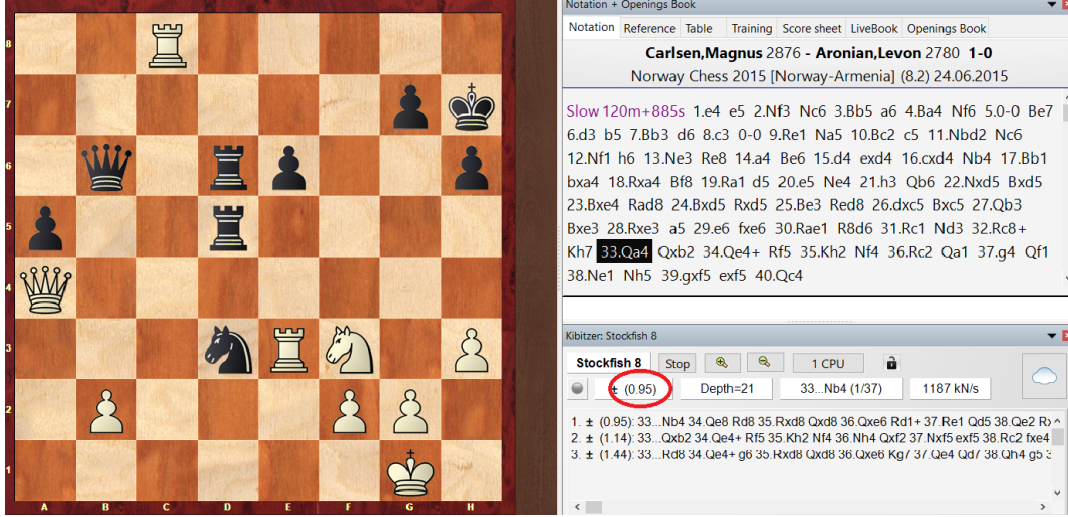 Notation + Openings Book
Notation Reference Table Training Score sheet LiveBook Openings Book
Carlsen,Magnus 2876 - Aronian,Levon 2780 1-0
Norway Chess 2015 [Norway-Armenia] (8.2) 24.06.2015
Slow 120m+885s 1.e4 e5 2.Nf3 Nc6 3.Bb5 a6 4.Ba4 Nf6 5.0-0 Be7
6.d3 b5 7.Bb3 d6 8.c3 0-0 9.Re1 Na5 10.Bc2 c5 11.Nbd2 Nc6
12.Nf1 h6 13.Ne3 Re8 14.a4 Be6 15.d4 exd4 16.cxd4 Nb4 17.Bb1
bxa4 18.Rxa4 Bf8 19.Ra1 d5 20.e5 Ne4 21.h3 Qb6 22.Nxd5 Bxd5
23.Bxe4 Rad8 24.Bxd5 Rxd5 25.Be3 Red8 26.dxc5 Bxc5 27.Qb3
Bxe3 28.Rxe3 a5 29.e6 fxe6 30.Rae1 R8d6 31.Rc1 Nd3 32.Rc8+
Kh7 33.Qa4 Qxb2 34.Qe4+ Rf5 35.Kh2 Nf4 36.Rc2 Qa1 37.g4 Qf1
38.Ne1 Nh5 39.gxf5 exf5 40.Qc4
Kibitzer: Stockfish 8
Stockfish 8 Stop 1 CPU
± (0.95) Depth=21 33...Nb4 (1/37) 1187 kN/s
1. ± (0.95): 33...Nb4 34.Qe8 Rd8 35.Rxd8 Qxd8 36.Qxe6 Rd1+ 37.Re1 Qd5 38.Qe2
2. ± (1.14): 33...Qxb2 34.Qe4+ Rf5 35.Kh2 Nf4 36.Nh4 Qxf2 37.Nxf5 exf5 38.Rc2 fxe4
3. ± (1.44): 33...Rd8 34.Qe4+ g6 35.Rxd8 Qxd8 36.Qxe6 Kg7 37.Qe4 Qd7 38.Qh4 g5
8
7
6
5
4
3
2
1
A B C D E F G H